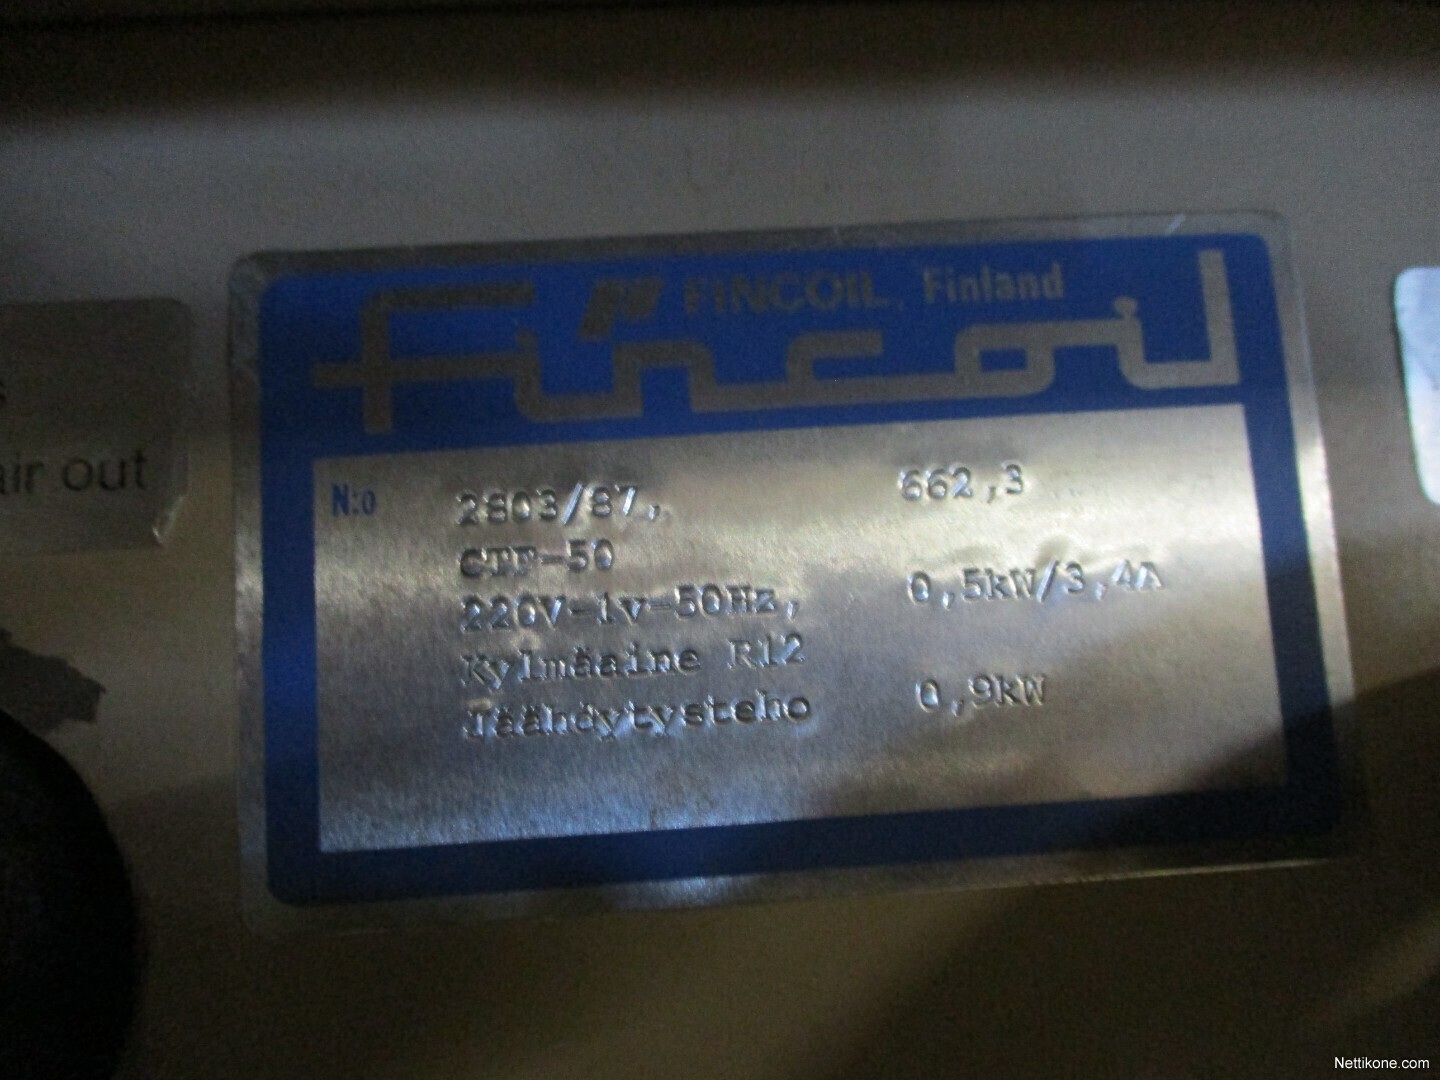 FINCOIL, Finland
Fincoil
N:o 2803/87, 662,3
CTF-50
220V-1v-50Hz, 0,5kW/3,4A
Kylmäaine R12
Jäähdytysteho 0,9kW
air out
Nettikone.com